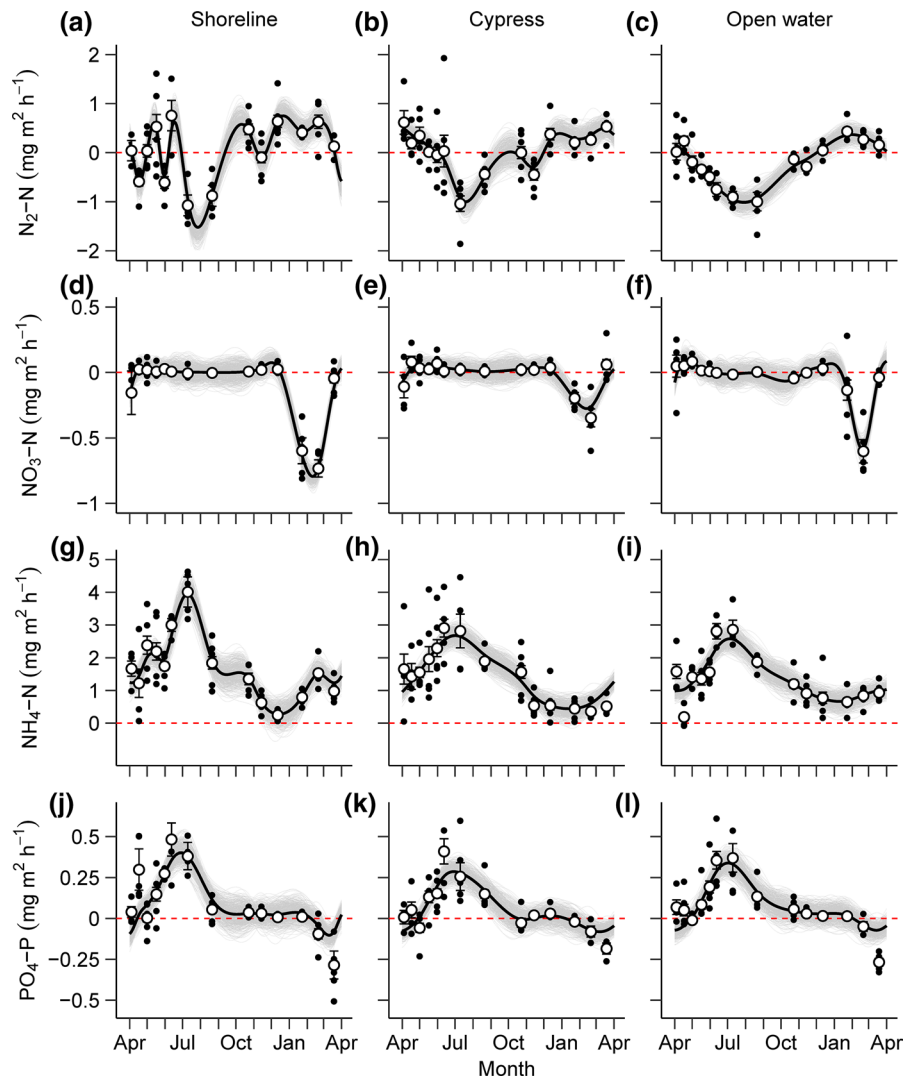 (a) Shoreline (b) Cypress (c) Open water
N₂−N (mg m² h⁻¹)
2
1
0
−1
−2
(d) (e) (f)
NO₃−N (mg m² h⁻¹)
0.5
0
−0.5
−1
(g) (h) (i)
NH₄−N (mg m² h⁻¹)
5
4
3
2
1
0
(j) (k) (l)
PO₄−P (mg m² h⁻¹)
0.5
0.25
0
−0.25
−0.5
Apr Jul Oct Jan Apr Apr Jul Oct Jan Apr Apr Jul Oct Jan Apr
Month